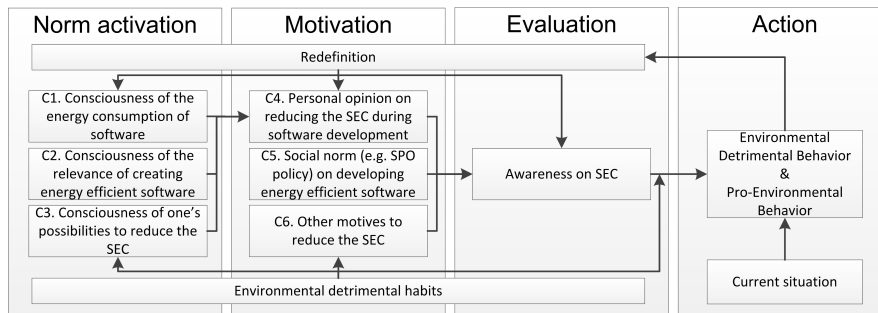 Norm activation
Motivation
Evaluation
Action
Redefinition
C1. Consciousness of the
energy consumption of
software
C2. Consciousness of the
relevance of creating
energy efficient software
C3. Consciousness of one's
possibilities to reduce the
SEC
C4. Personal opinion on
reducing the SEC during
software development
C5. Social norm (e.g. SPO
policy) on developing
energy efficient software
C6. Other motives to
reduce the SEC
Awareness on SEC
Environmental
Detrimental Behavior
&
Pro-Environmental
Behavior
Environmental detrimental habits
Current situation